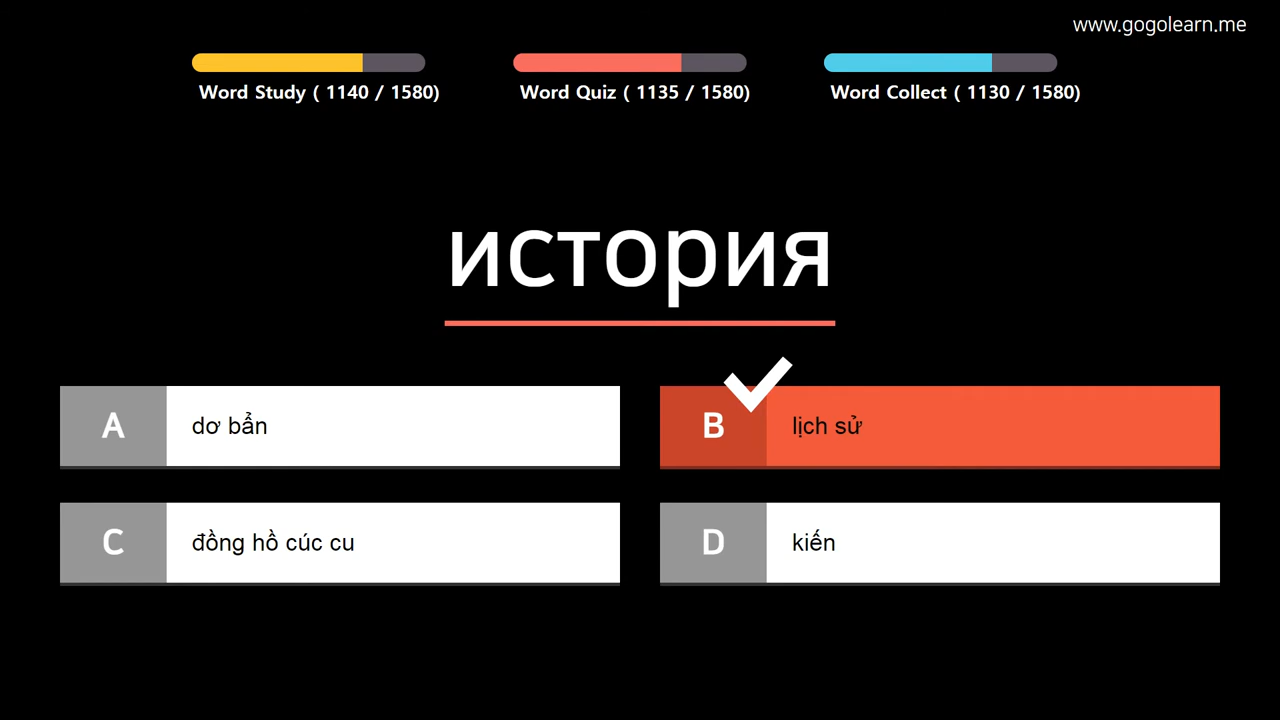 www.gogolearn.me
Word Study ( 1140 / 1580)
Word Quiz ( 1135 / 1580)
Word Collect ( 1130 / 1580)
история
A dơ bẩn
B lịch sử
C đồng hồ cúc cu
D kiến